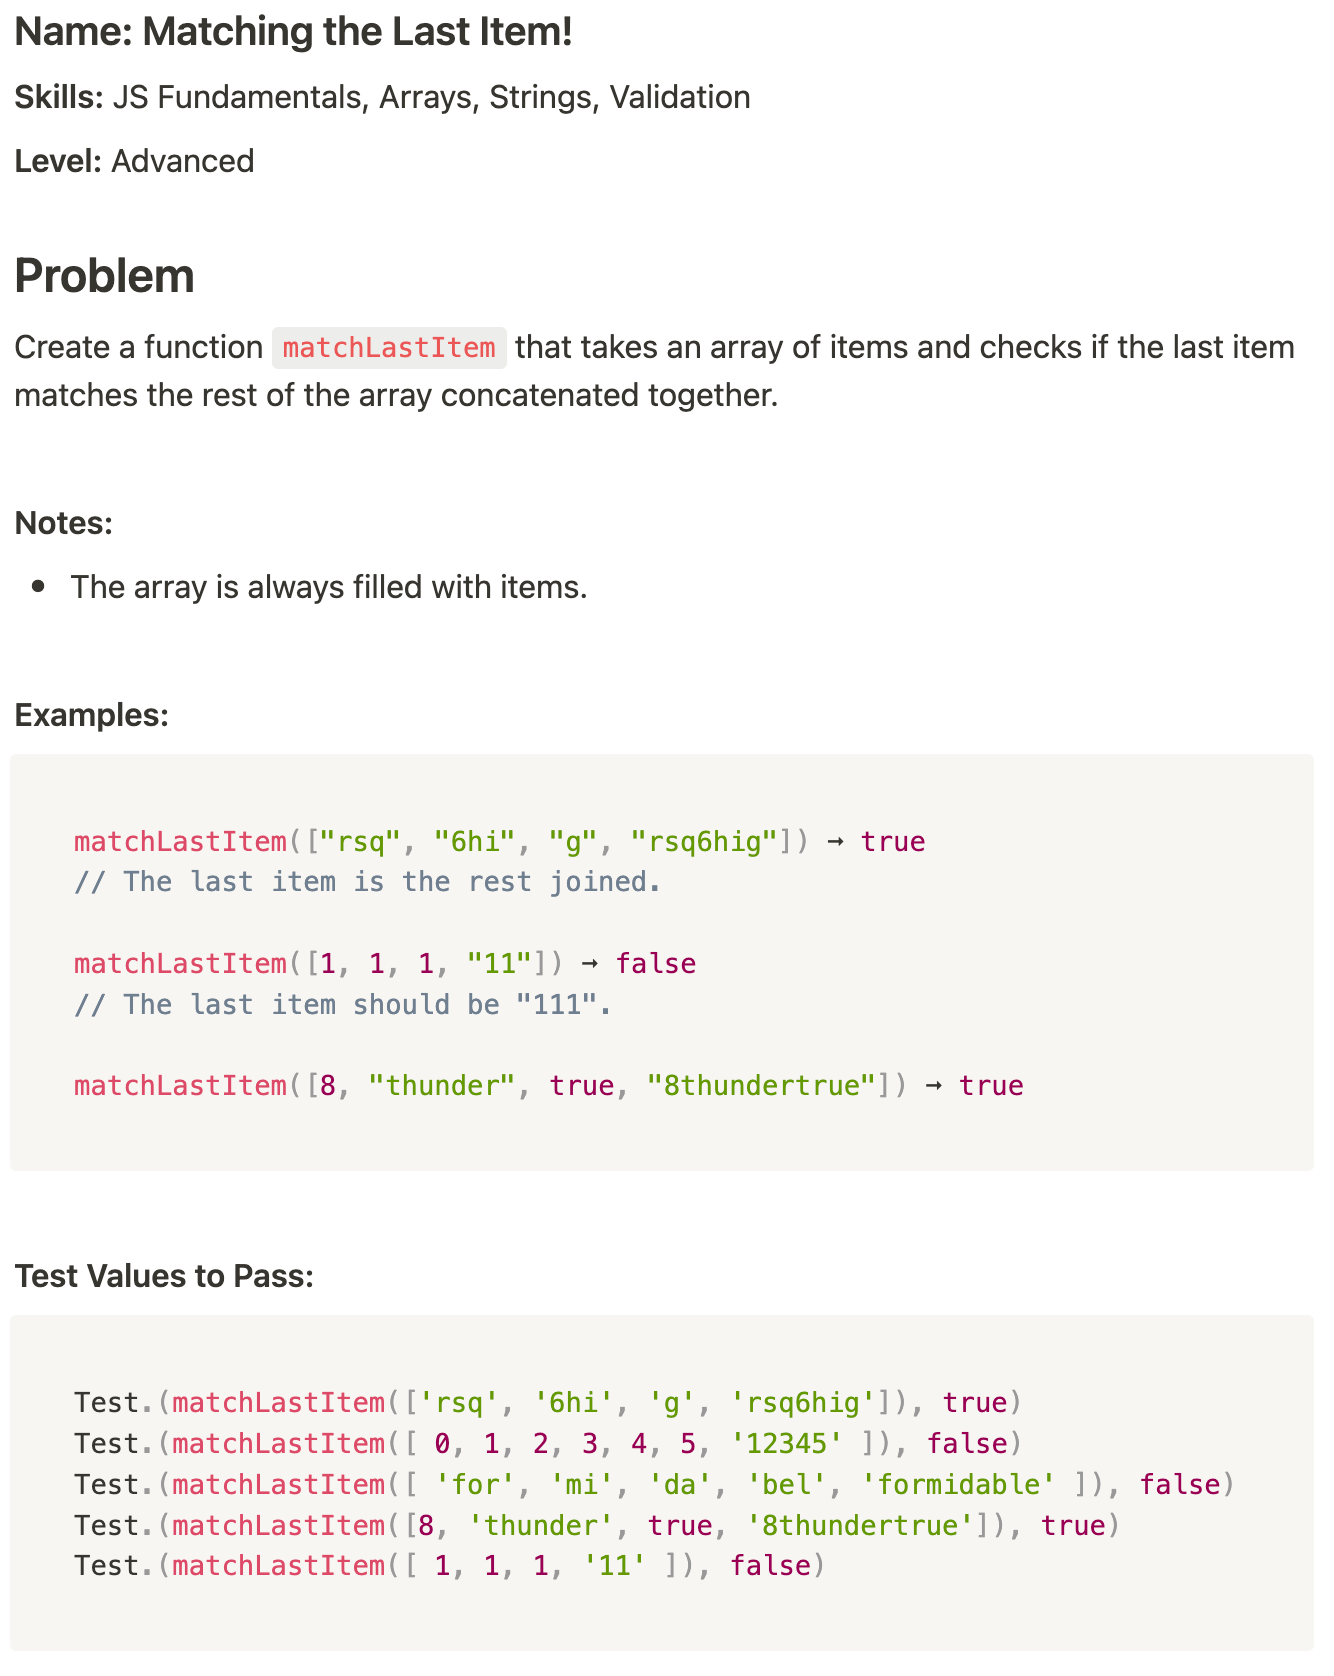 Name: Matching the Last Item!
Skills: JS Fundamentals, Arrays, Strings, Validation
Level: Advanced
Problem
Create a function matchLastItem that takes an array of items and checks if the last item
matches the rest of the array concatenated together.
Notes:
• The array is always filled with items.
Examples:
matchLastItem(["rsq", "6hi", "g", "rsq6hig"]) → true
// The last item is the rest joined.
matchLastItem([1, 1, 1, "11"]) → false
// The last item should be "111".
matchLastItem([8, "thunder", true, "8thundertrue"]) → true
Test Values to Pass:
Test.(matchLastItem(['rsq', '6hi', 'g', 'rsq6hig']), true)
Test.(matchLastItem([ 0, 1, 2, 3, 4, 5, '12345' ]), false)
Test.(matchLastItem([ 'for', 'mi', 'da', 'bel', 'formidable' ]), false)
Test.(matchLastItem([8, 'thunder', true, '8thundertrue']), true)
Test.(matchLastItem([ 1, 1, 1, '11' ]), false)